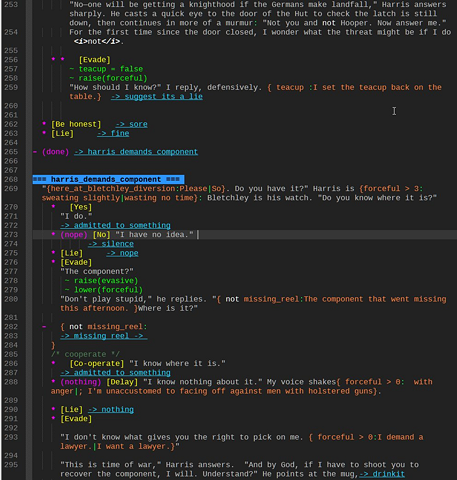 253 "No-one will be getting a knighthood if the Germans make landfall," Harris answers
sharply. He casts a quick eye to the door of the Hut to check the latch is still
down, then continues in more of a murmur: "Not you and not Hooper. Now answer me."
254 For the first time since the door closed, I wonder what the threat might be if I do
<i>not</i>.
255
256 * * [Evade]
257 ~ teacup = false
258 ~ raise(forceful)
259 "How should I know?" I reply, defensively. { teacup :I set the teacup back on the
table.} -> suggest its a lie
260
261
262 * [Be honest] -> sore
263 * [Lie] -> fine
264
265 - (done) -> harris demands component
266
267
268 === harris_demands_component ===
269 "{here_at_bletchley_diversion:Please|So}. Do you have it?" Harris is {forceful > 3:
sweating slightly|wasting no time}: Bletchley is his watch. "Do you know where it is?"
270 * [Yes]
271 "I do."
272 -> admitted to something
273 * (nope) [No] "I have no idea."
274 -> silence
275 * [Lie] -> nope
276 * [Evade]
277 "The component?"
278 ~ raise(evasive)
279 ~ lower(forceful)
280 "Don't play stupid," he replies. "{ not missing_reel:The component that went missing
this afternoon. }Where is it?"
281
282 - { not missing_reel:
283 -> missing reel ->
284 }
285 /* cooperate */
286 * [Co-operate] "I know where it is."
287 -> admitted to something
288 * (nothing) [Delay] "I know nothing about it." My voice shakes{ forceful > 0: with
anger|; I'm unaccustomed to facing off against men with holstered guns}.
289
290 * [Lie] -> nothing
291 * [Evade]
292
293 "I don't know what gives you the right to pick on me. { forceful > 0:I demand a
lawyer.|I want a lawyer.}"
294
295 "This is time of war," Harris answers. "And by God, if I have to shoot you to
recover the component, I will. Understand?" He points at the mug,-> drinkit